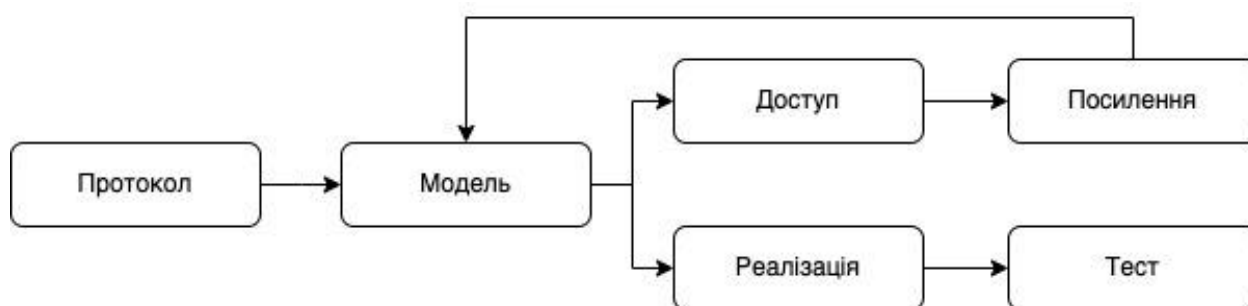 Доступ
Посилення
Протокол
Модель
Реалізація
Тест